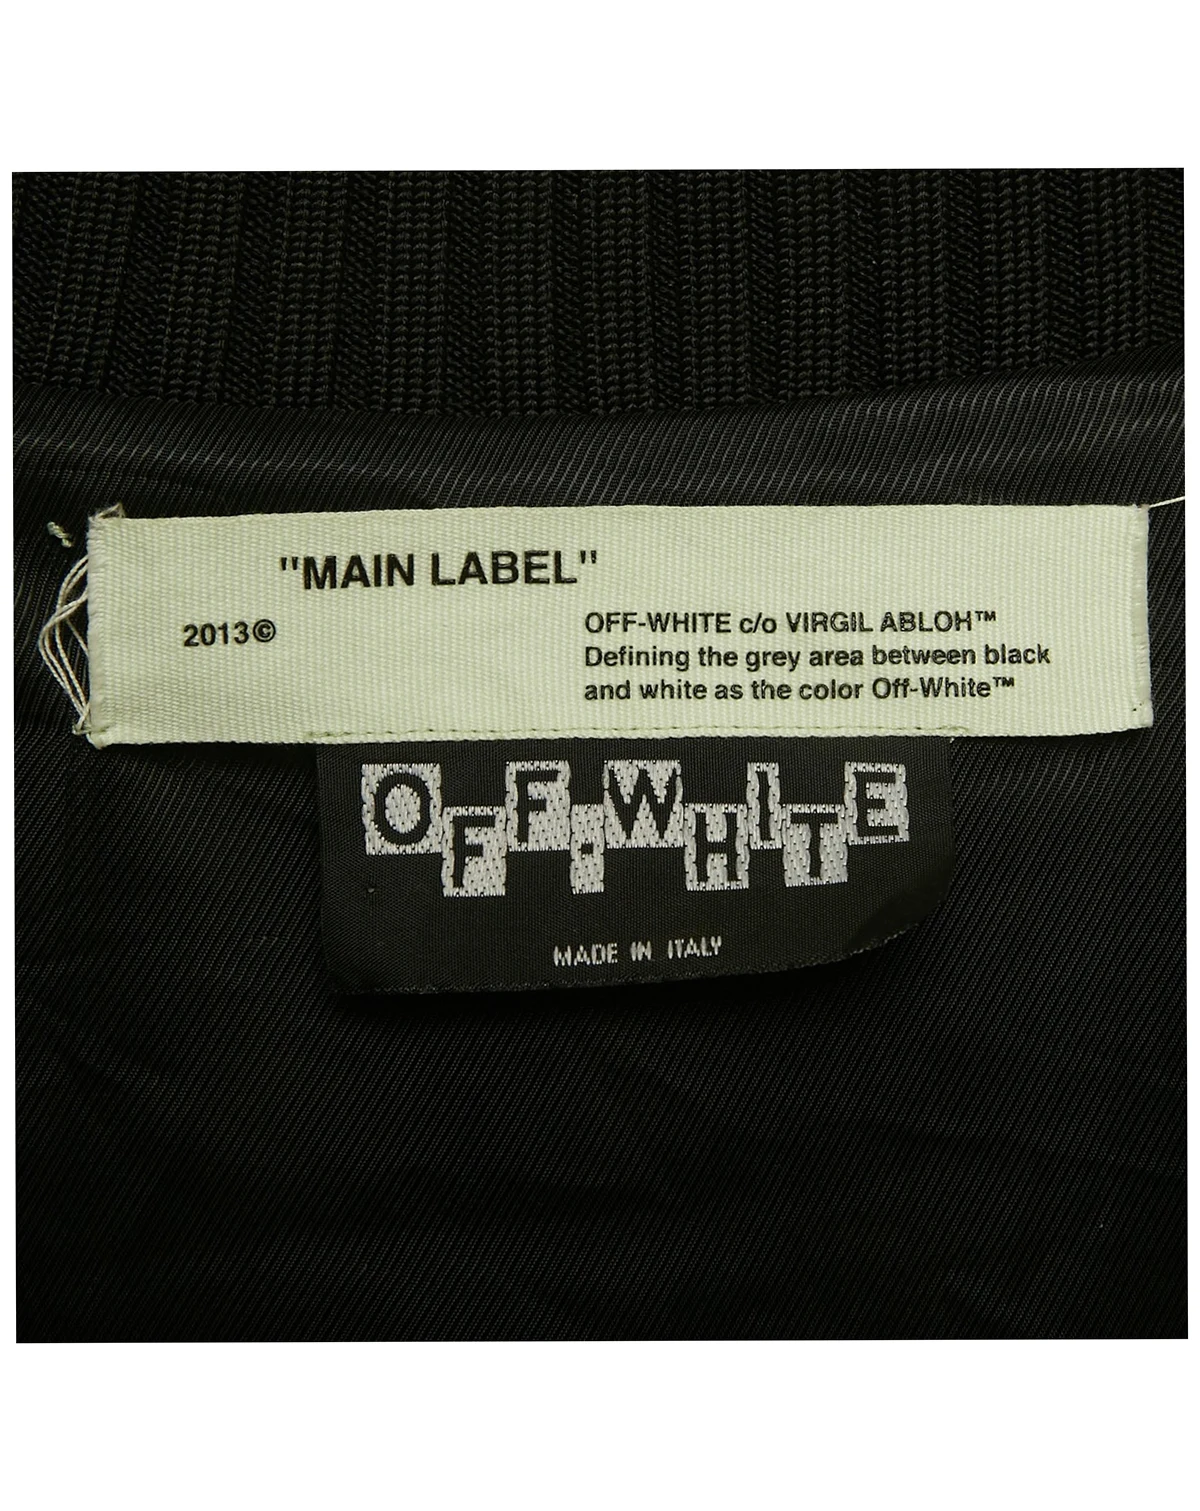 "MAIN LABEL"
2013©
OFF-WHITE c/o VIRGIL ABLOH™
Defining the grey area between black
and white as the color Off-White™
OFF-WHITE
MADE IN ITALY